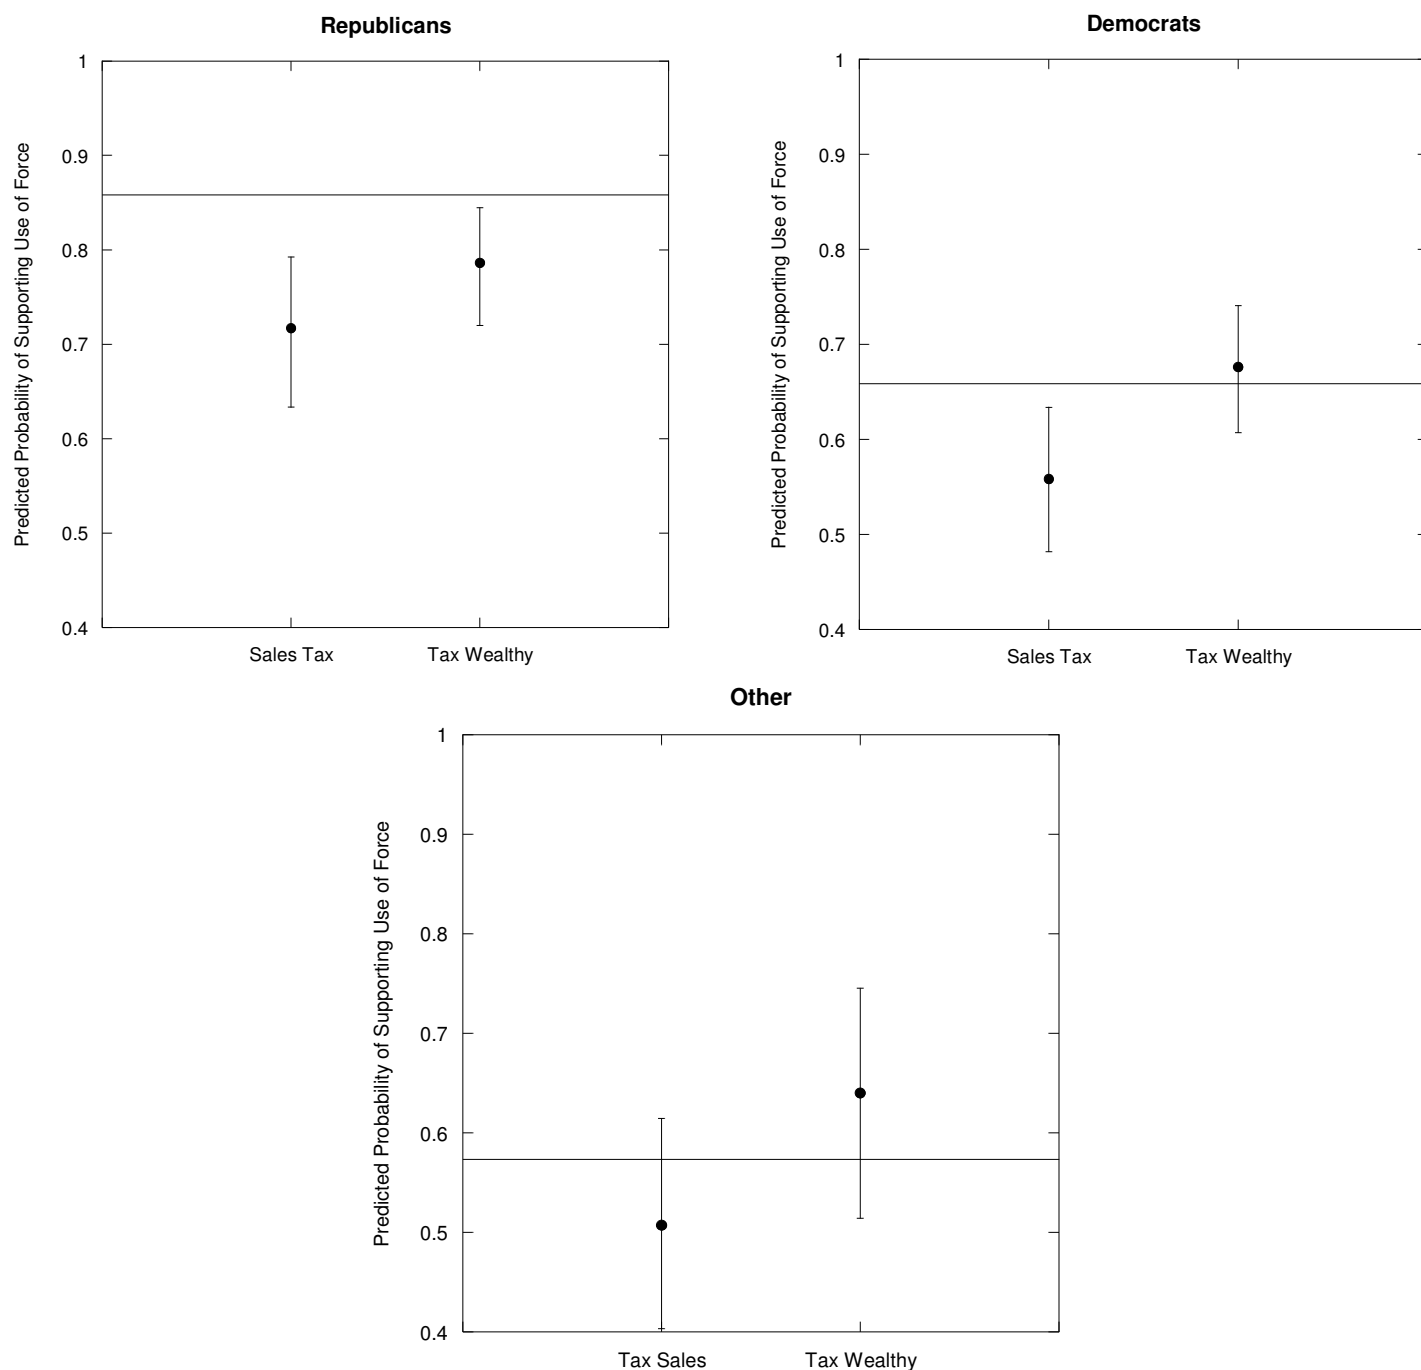 Republicans
Predicted Probability of Supporting Use of Force
1
0.9
0.8
0.7
0.6
0.5
0.4
Sales Tax Tax Wealthy
Democrats
Predicted Probability of Supporting Use of Force
1
0.9
0.8
0.7
0.6
0.5
0.4
Sales Tax Tax Wealthy
Other
Predicted Probability of Supporting Use of Force
1
0.9
0.8
0.7
0.6
0.5
0.4
Tax Sales Tax Wealthy